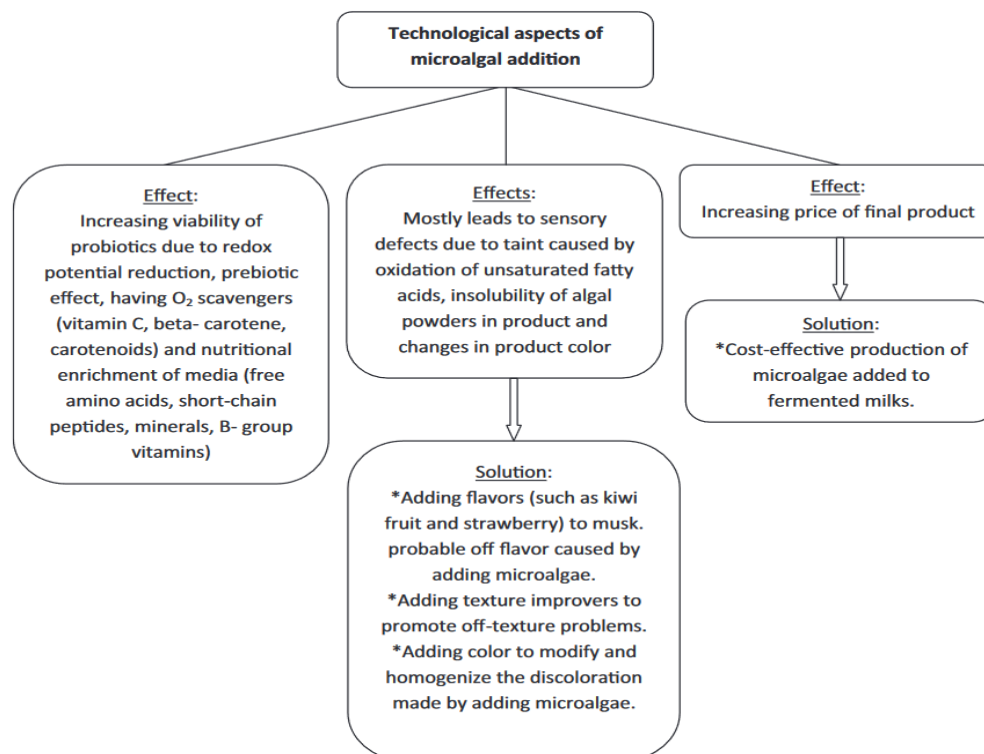 Technological aspects of
microalgal addition
Effect:
Increasing viability of
probiotics due to redox
potential reduction, prebiotic
effect, having O₂ scavengers
(vitamin C, beta- carotene,
carotenoids) and nutritional
enrichment of media (free
amino acids, short-chain
peptides, minerals, B- group
vitamins)
Effects:
Mostly leads to sensory
defects due to taint caused by
oxidation of unsaturated fatty
acids, insolubility of algal
powders in product and
changes in product color
Solution:
*Adding flavors (such as kiwi
fruit and strawberry) to musk.
probable off flavor caused by
adding microalgae.
*Adding texture improvers to
promote off-texture problems.
*Adding color to modify and
homogenize the discoloration
made by adding microalgae.
Effect:
Increasing price of final product
Solution:
*Cost-effective production of
microalgae added to
fermented milks.